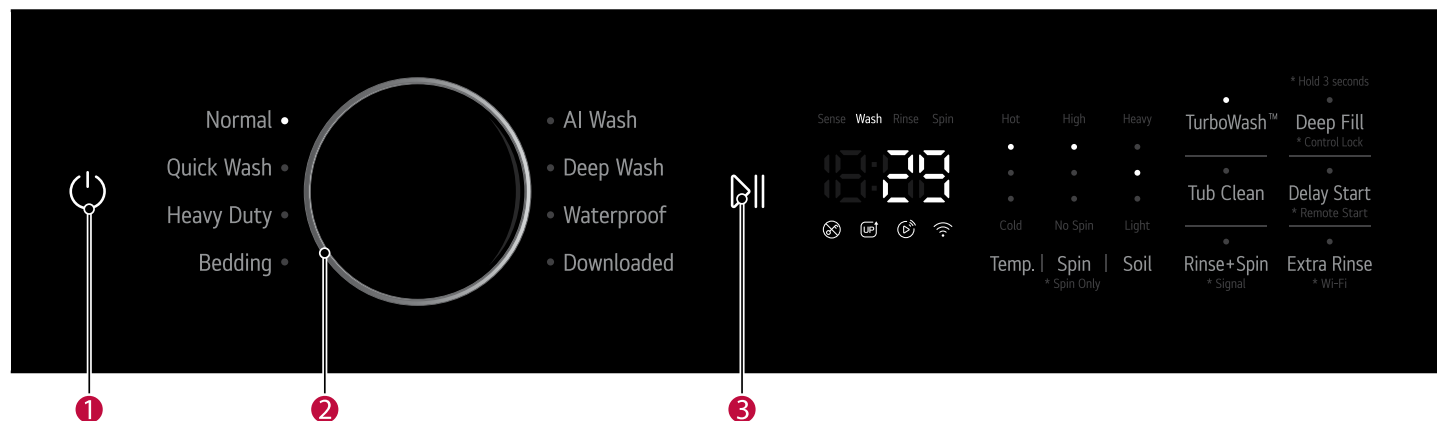 Normal
Quick Wash
Heavy Duty
Bedding
AI Wash
Deep Wash
Waterproof
Downloaded
Sense Wash Rinse Spin
29
UP
Hot High Heavy
Cold No Spin Light
Temp. | Spin | Soil
* Spin Only
* Hold 3 seconds
TurboWash™ Deep Fill
* Control Lock
Tub Clean Delay Start
* Remote Start
Rinse+Spin Extra Rinse
* Signal * Wi-Fi
1 2 3